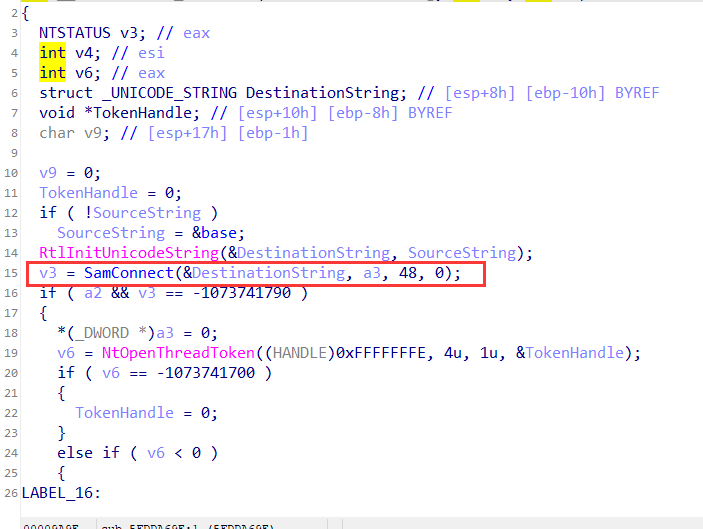 2 {
3 NTSTATUS v3; // eax
4 int v4; // esi
5 int v6; // eax
6 struct _UNICODE_STRING DestinationString; // [esp+8h] [ebp-10h] BYREF
7 void *TokenHandle; // [esp+10h] [ebp-8h] BYREF
8 char v9; // [esp+17h] [ebp-1h]
9
10 v9 = 0;
11 TokenHandle = 0;
12 if ( !SourceString )
13 SourceString = &base;
14 RtlInitUnicodeString(&DestinationString, SourceString);
15 v3 = SamConnect(&DestinationString, a3, 48, 0);
16 if ( a2 && v3 == -1073741790 )
17 {
18 *(_DWORD *)a3 = 0;
19 v6 = NtOpenThreadToken((HANDLE)0xFFFFFFFE, 4u, 1u, &TokenHandle);
20 if ( v6 == -1073741700 )
21 {
22 TokenHandle = 0;
23 }
24 else if ( v6 < 0 )
25 {
26 LABEL_16: